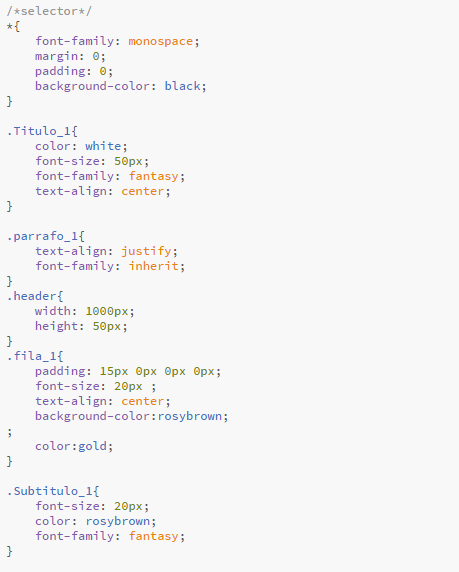 /*selector*/
*{
    font-family: monospace;
    margin: 0;
    padding: 0;
    background-color: black;
}

.Titulo_1{
    color: white;
    font-size: 50px;
    font-family: fantasy;
    text-align: center;
}

.parrafo_1{
    text-align: justify;
    font-family: inherit;
}
.header{
    width: 1000px;
    height: 50px;
}
.fila_1{
    padding: 15px 0px 0px 0px;
    font-size: 20px ;
    text-align: center;
    background-color:rosybrown;
;
    color:gold;
}

.Subtitulo_1{
    font-size: 20px;
    color: rosybrown;
    font-family: fantasy;
}